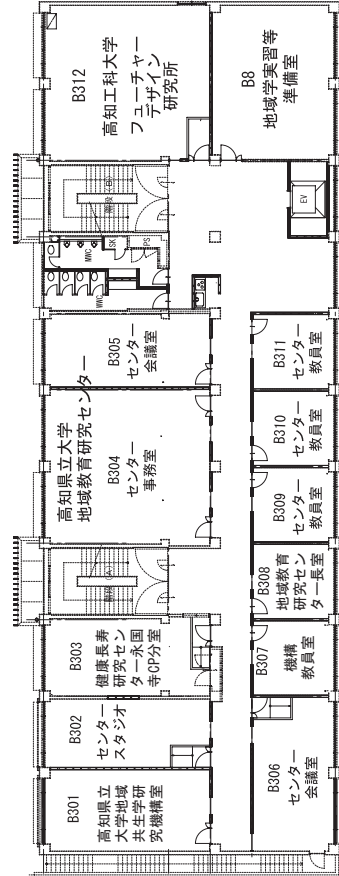 B312
高知工科大学
フューチャー
デザイン
研究所
B8
地域学実習等
準備室
階段（B）
EV
MWC
SK
PS
WWC
B305
センター
会議室
高知県立大学
地域教育研究センター
B304
センター
事務室
B311
センター
教員室
B310
センター
教員室
B309
センター
教員室
階段（A）
B308
地域教育
研究セン
ター長室
B303
健康長寿
研究セン
ター永国
寺CP分室
B307
機構
教員室
B302
センター
スタジオ
B301
高知県立
大学地域
共生学研
究機構室
B306
センター
会議室